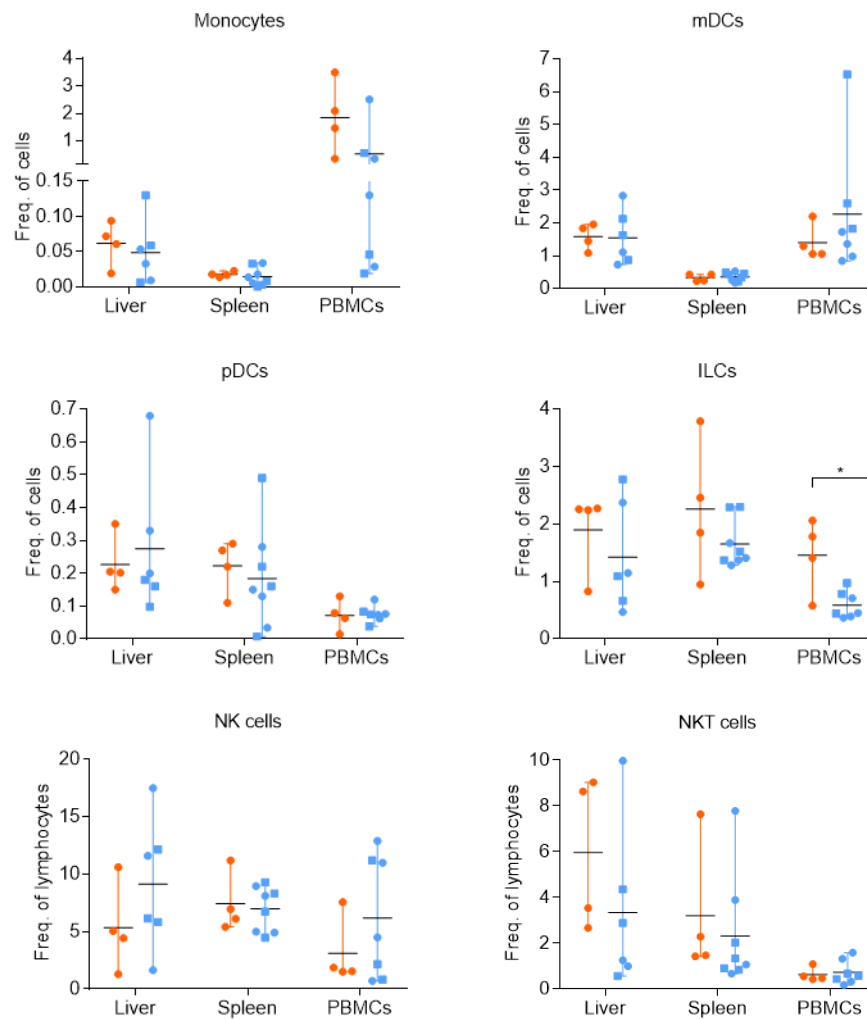 Monocytes
Freq. of cells
4
3
2
1
0.15
0.10
0.05
0.00
Liver Spleen PBMCs
mDCs
Freq. of cells
7
6
5
4
3
2
1
0
Liver Spleen PBMCs
pDCs
Freq. of cells
0.7
0.6
0.5
0.4
0.3
0.2
0.1
0.0
Liver Spleen PBMCs
ILCs
Freq. of cells
4
3
2
1
0
*
Liver Spleen PBMCs
NK cells
Freq. of lymphocytes
20
15
10
5
0
Liver Spleen PBMCs
NKT cells
Freq. of lymphocytes
10
8
6
4
2
0
Liver Spleen PBMCs